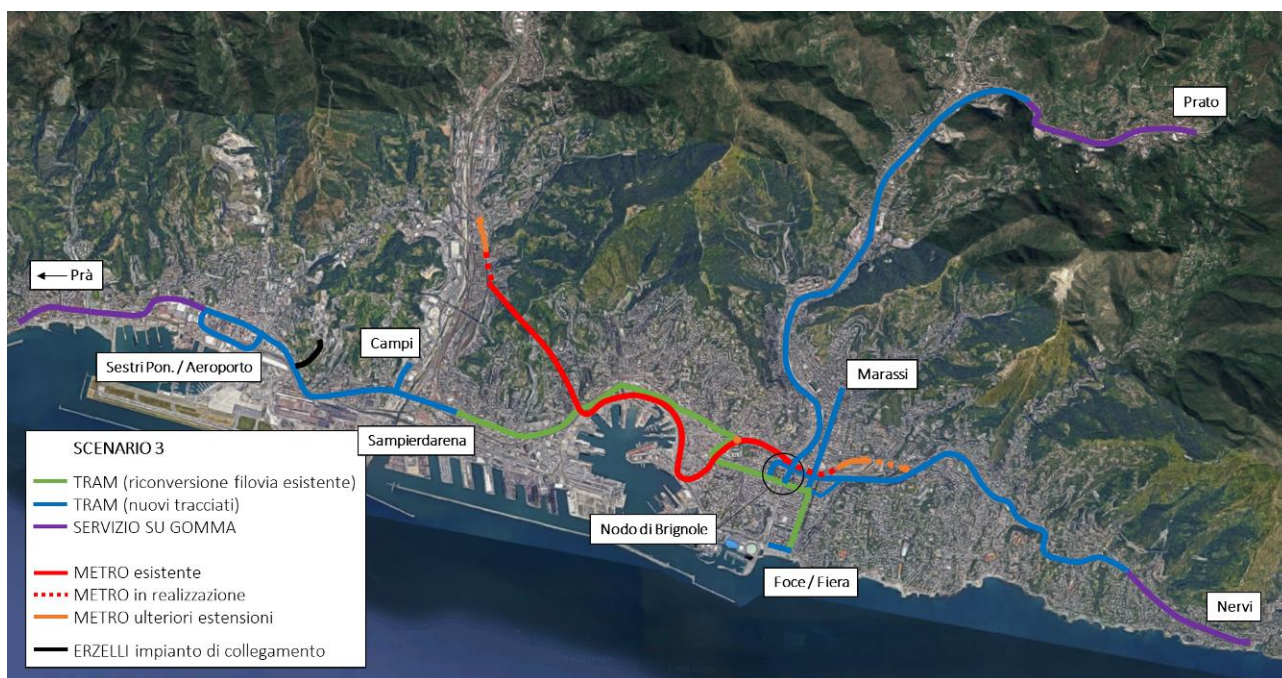 Prato
← Prà
Campi
Marassi
Sestri Pon. / Aeroporto
Sampierdarena
Nodo di Brignole
Foce / Fiera
Nervi
SCENARIO 3
TRAM (riconversione filovia esistente)
TRAM (nuovi tracciati)
SERVIZIO SU GOMMA
METRO esistente
METRO in realizzazione
METRO ulteriori estensioni
ERZELLI impianto di collegamento